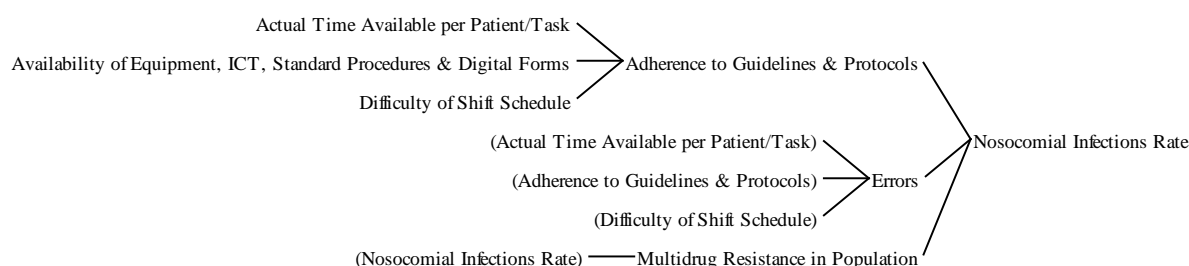 Actual Time Available per Patient/Task
Availability of Equipment, ICT, Standard Procedures & Digital Forms
Adherence to Guidelines & Protocols
Difficulty of Shift Schedule
(Actual Time Available per Patient/Task)
Nosocomial Infections Rate
(Adherence to Guidelines & Protocols)
Errors
(Difficulty of Shift Schedule)
(Nosocomial Infections Rate)
Multidrug Resistance in Population